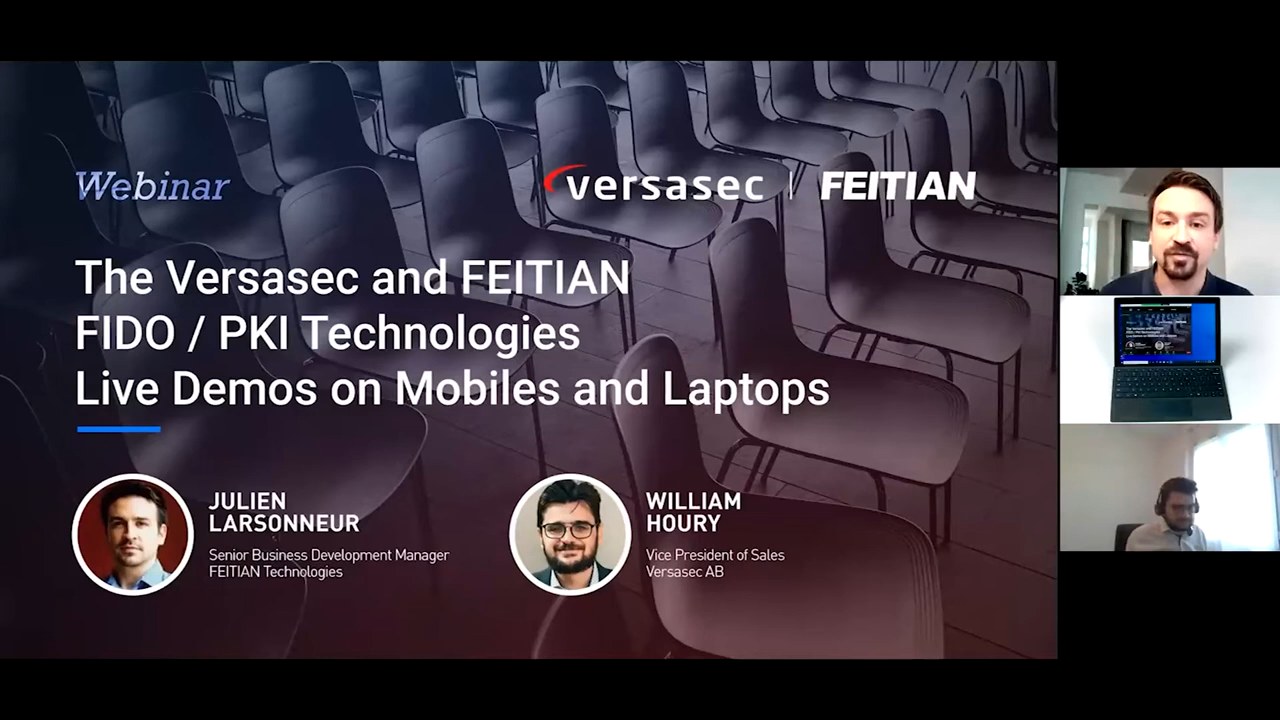 Webinar
versasec | FEITIAN
The Versasec and FEITIAN
FIDO / PKI Technologies
Live Demos on Mobiles and Laptops
JULIEN
LARSONNEUR
Senior Business Development Manager
FEITIAN Technologies
WILLIAM
HOURY
Vice President of Sales
Versasec AB